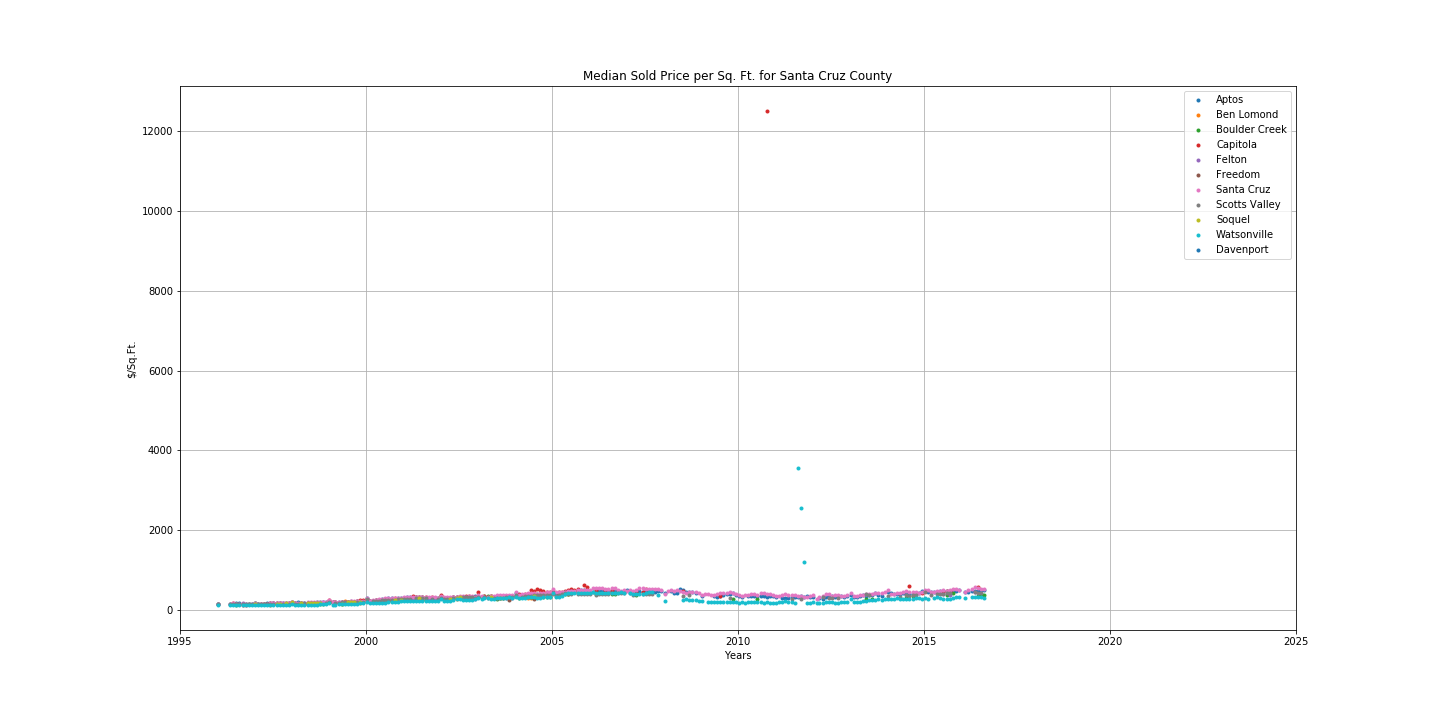 Median Sold Price per Sq. Ft. for Santa Cruz County
12000
10000
8000
6000
4000
2000
0
$/Sq.Ft.
1995 2000 2005 2010 2015 2020 2025
Years
Aptos
Ben Lomond
Boulder Creek
Capitola
Felton
Freedom
Santa Cruz
Scotts Valley
Soquel
Watsonville
Davenport